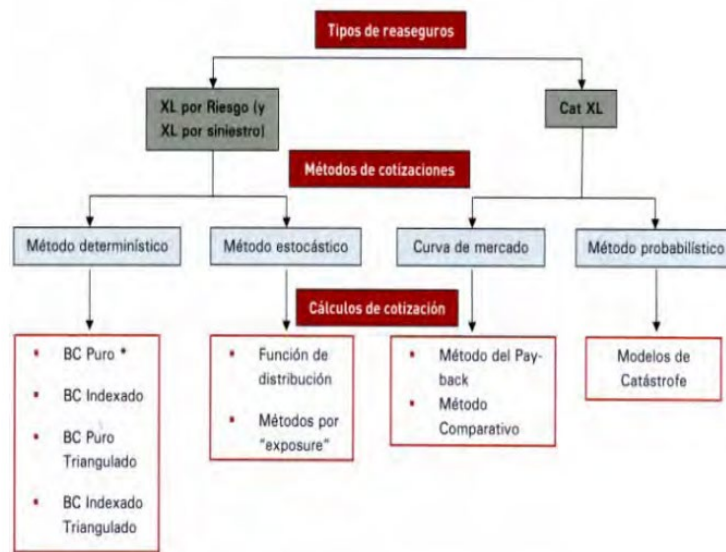 Tipos de reaseguros
XL por Riesgo (y
XL por siniestro)
Cat XL
Métodos de cotizaciones
Método determinístico
Método estocástico
Curva de mercado
Método probabilístico
Cálculos de cotización
▪ BC Puro *
▪ BC Indexado
▪ BC Puro
Triangulado
▪ BC Indexado
Triangulado
▪ Función de
distribución
▪ Métodos por
"exposure"
▪ Método del Pay-
back
▪ Método
Comparativo
Modelos de
Catástrofe